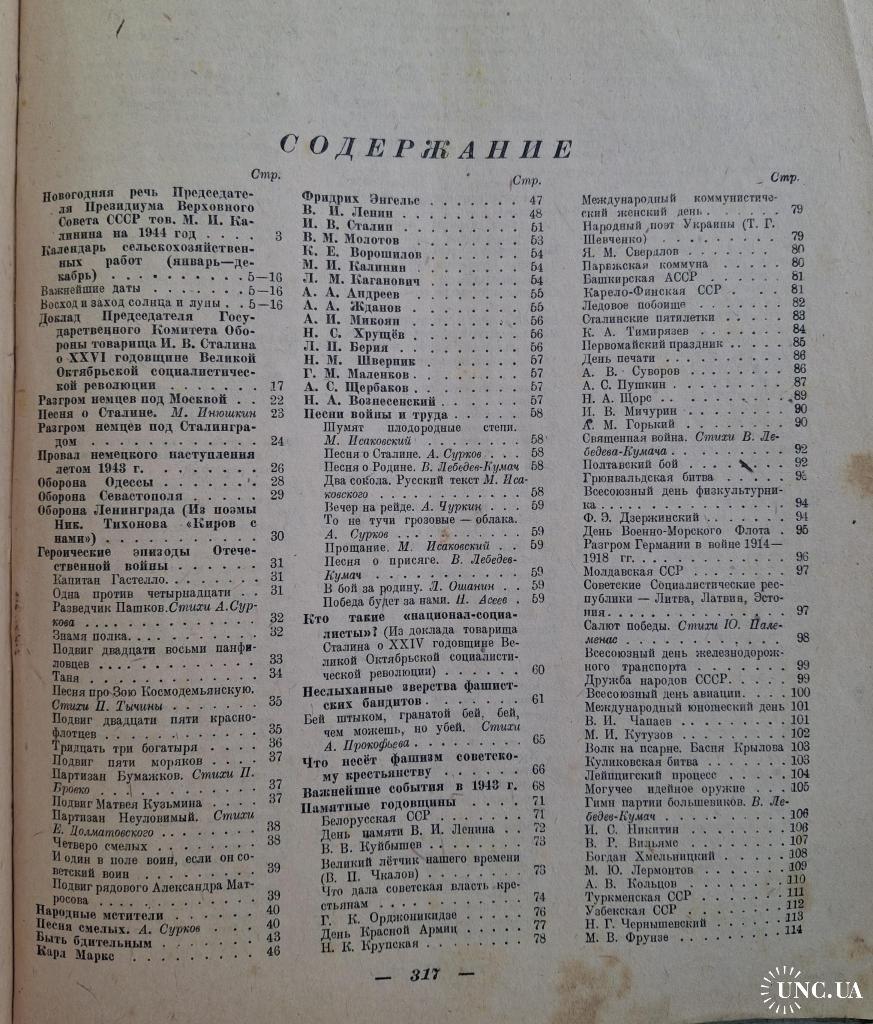 СОДЕРЖАНИЕ
Стр.
Новогодняя речь Председате-
ля Президиума Верховного
Совета СССР тов. М. И. Ка-
линина на 1944 год . . . . 3
Календарь сельскохозяйствен-
ных работ (январь—де-
кабрь) . . . . . . . . . 5—16
Важнейшие даты . . . . . . 5—16
Восход и заход солнца и луны . . 5—16
Доклад Председателя Госу-
дарственного Комитета Обо-
роны товарища И. В. Сталина
о XXVI годовщине Великой
Октябрьской социалистиче-
ской революции . . . . . . . 17
Разгром немцев под Москвой . . 22
Песня о Сталине. М. Инюшкин 23
Разгром немцев под Сталингра-
дом . . . . . . . . . . . . 24
Провал немецкого наступления
летом 1943 г. . . . . . . . . 26
Оборона Одессы . . . . . . . 28
Оборона Севастополя . . . . . 29
Оборона Ленинграда (Из поэмы
Ник. Тихонова «Киров с
нами») . . . . . . . . . . . 30
Героические эпизоды Отече-
ственной войны . . . . . . . 31
Капитан Гастелло. . . . . . . 31
Одна против четырнадцати . . 31
Разведчик Пашков. Стихи А. Сур-
кова . . . . . . . . . . . . 32
Знамя полка. . . . . . . . . 32
Подвиг двадцати восьми панфи-
ловцев . . . . . . . . . . . 33
Таня . . . . . . . . . . . . 34
Песня про Зою Космодемьянскую.
Стихи П. Тычины . . . . . . . 35
Подвиг двадцати пяти красно-
флотцев . . . . . . . . . . . 35
Тридцать три богатыря . . . . 36
Подвиг пяти моряков . . . . . 37
Партизан Бумажков. Стихи П.
Бровко . . . . . . . . . . . 37
Подвиг Матвея Кузьмина . . . . 37
Партизан Неуловимый. Стихи
Е. Долматовского . . . . . . . 38
Четверо смелых . . . . . . . . 38
И один в поле воин, если он со-
ветский воин . . . . . . . . . 39
Подвиг рядового Александра Мат-
росова . . . . . . . . . . . . 39
Народные мстители . . . . . . 40
Песня смелых. А. Сурков . . . 40
Быть бдительным . . . . . . . 43
Карл Маркс . . . . . . . . . 46
Стр.
Фридрих Энгельс . . . . . . . 47
В. И. Ленин . . . . . . . . . 48
И. В. Сталин . . . . . . . . . 51
В. М. Молотов . . . . . . . . 53
К. Е. Ворошилов . . . . . . . 54
М. И. Калинин . . . . . . . . 54
Л. М. Каганович . . . . . . . 54
А. А. Андреев . . . . . . . . 55
А. А. Жданов . . . . . . . . 55
А. И. Микоян . . . . . . . . 56
Н. С. Хрущёв . . . . . . . . 56
Л. П. Берия . . . . . . . . . 56
Н. М. Шверник . . . . . . . . 57
Г. М. Маленков . . . . . . . . 57
А. С. Щербаков . . . . . . . . 57
Н. А. Вознесенский . . . . . . 57
Песни войны и труда . . . . . 58
Шумят плодородные степи.
М. Исаковский . . . . . . . . 58
Песня о Сталине. А. Сурков . . . 58
Песня о Родине. В. Лебедев-Кумач 58
Два сокола. Русский текст М. Иса-
ковского . . . . . . . . . . . 58
Вечер на рейде. А. Чуркин . . . 59
То не тучи грозовые — облака.
А. Сурков . . . . . . . . . . 59
Прощание. М. Исаковский . . 59
Песня о присяге. В. Лебедев-
Кумач . . . . . . . . . . . . 59
В бой за родину. Л. Ошанин . . 59
Победа будет за нами. Н. Асеев . 59
Кто такие «национал-социа-
листы»? (Из доклада товарища
Сталина о XXIV годовщине Ве-
ликой Октябрьской социалисти-
ческой революции) . . . . . . 60
Неслыханные зверства фашист-
ских бандитов. . . . . . . . . 61
Бей штыком, гранатой бей, бей,
чем можешь, но убей. Стихи
А. Прокофьева . . . . . . . . 65
Что несёт фашизм советско-
му крестьянству . . . . . . . 66
Важнейшие события в 1943 г. 68
Памятные годовщины . . . . . 71
Белорусская ССР . . . . . . . 71
День памяти В. И. Ленина . . . 72
В. В. Куйбышев . . . . . . . . 73
Великий лётчик нашего времени
(В. П. Чкалов) . . . . . . . . 73
Что дала советская власть кре-
стьянам . . . . . . . . . . . 74
Г. К. Орджоникидзе . . . . . . 76
День Красной Армии . . . . . 77
Н. К. Крупская . . . . . . . . 78
Стр.
Международный коммунистиче-
ский женский день . . . . . . 79
Народный поэт Украины (Т. Г.
Шевченко) . . . . . . . . . . 79
Я. М. Свердлов . . . . . . . . 80
Парижская коммуна . . . . . 80
Башкирская АССР . . . . . . . 81
Карело-Финская ССР . . . . . 81
Ледовое побоище . . . . . . . 82
Сталинские пятилетки . . . . . 83
К. А. Тимирязев . . . . . . . . 84
Первомайский праздник . . . . 85
День печати . . . . . . . . . 86
А. В. Суворов . . . . . . . . . 86
А. С. Пушкин . . . . . . . . . 87
Н. А. Щорс . . . . . . . . . . 89
И. В. Мичурин . . . . . . . . 90
А. М. Горький . . . . . . . . . 90
Священная война. Стихи В. Ле-
бедева-Кумача . . . . . . . . 92
Полтавский бой . . . . . . . . 92
Грюнвальдская битва . . . . .
Всесоюзный день физкультурни-
ка . . . . . . . . . . . . . . 94
Ф. Э. Дзержинский . . . . . . 94
День Военно-Морского Флота . 95
Разгром Германии в войне 1914—
1918 гг. . . . . . . . . . . . 96
Молдавская ССР . . . . . . . 97
Советские Социалистические рес-
публики — Литва, Латвия, Эсто-
ния. . . . . . . . . . . . . . 97
Салют победы. Стихи Ю. Пале-
менас . . . . . . . . . . . . 98
Всесоюзный день железнодорож-
ного транспорта . . . . . . . 99
Дружба народов СССР. . . . . 99
Всесоюзный день авиации. . . . 100
Международный юношеский день 101
В. И. Чапаев . . . . . . . . . 101
М. И. Кутузов . . . . . . . . 102
Волк на псарне. Басня Крылова 103
Куликовская битва . . . . . . 103
Лейпцигский процесс . . . . . 104
Могучее идейное оружие . . . . 105
Гимн партии большевиков. В. Ле-
бедев-Кумач . . . . . . . . . 106
И. С. Никитин . . . . . . . . 106
В. Р. Вильямс . . . . . . . . . 107
Богдан Хмельницкий . . . . . 108
М. Ю. Лермонтов . . . . . . . 109
А. В. Кольцов . . . . . . . . . 110
Туркменская ССР . . . . . . . 111
Узбекская ССР . . . . . . . . 112
Н. Г. Чернышевский . . . . . . 113
М. В. Фрунзе . . . . . . . . . 114
— 317 —
UNC.UA